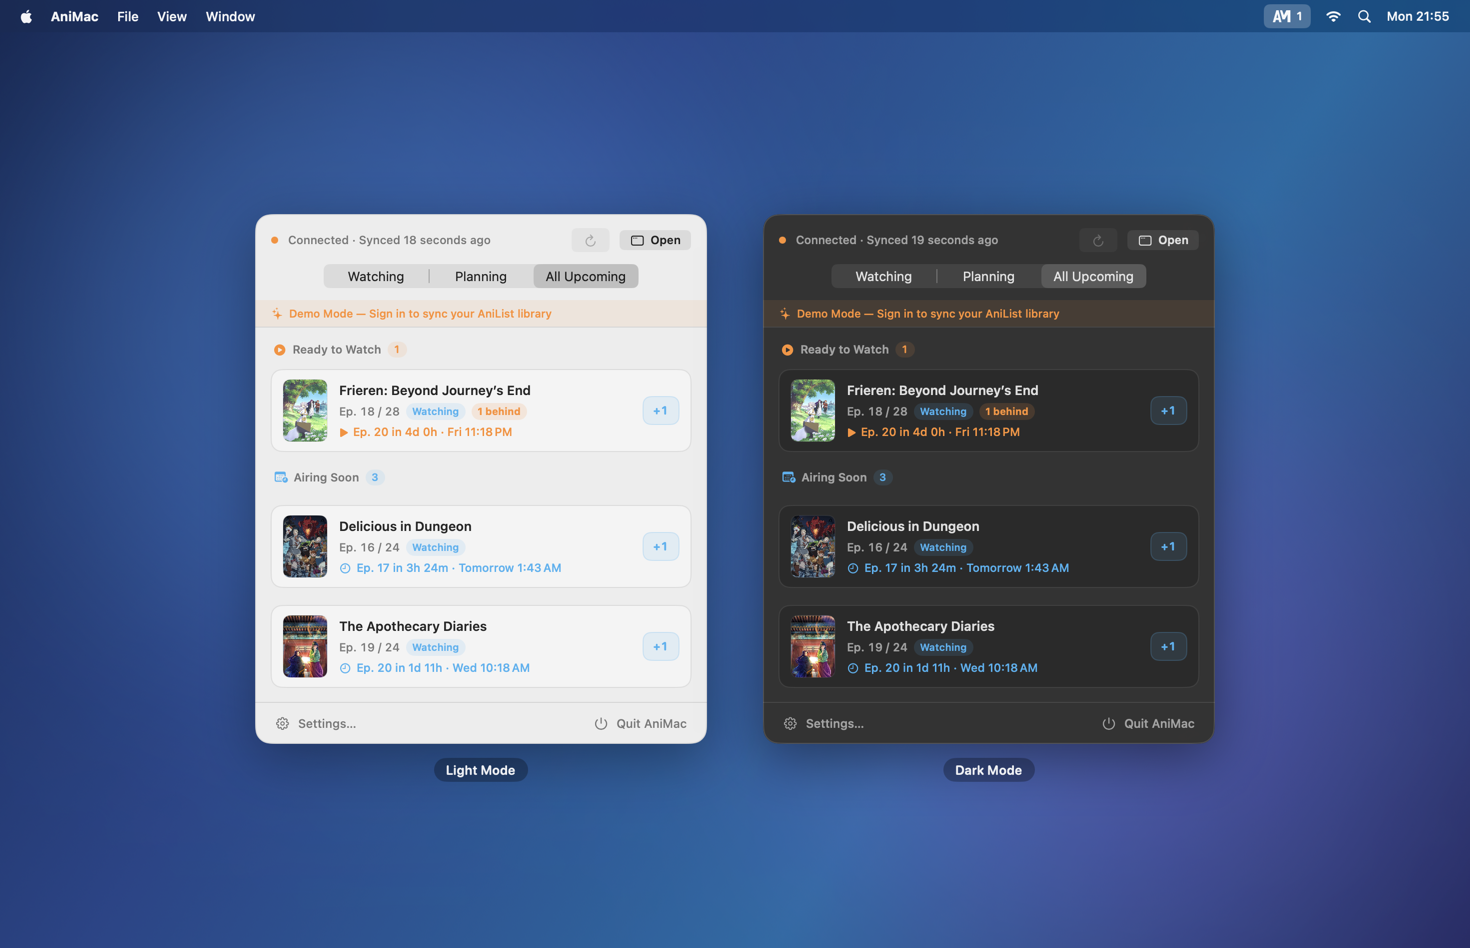 AniMac File View Window AM 1 Mon 21:55
Connected · Synced 18 seconds ago Open
Watching Planning All Upcoming
Demo Mode — Sign in to sync your AniList library
Ready to Watch 1
Frieren: Beyond Journey’s End
Ep. 18 / 28 Watching 1 behind
+1
Ep. 20 in 4d 0h · Fri 11:18 PM
Airing Soon 3
Delicious in Dungeon
Ep. 16 / 24 Watching
+1
Ep. 17 in 3h 24m · Tomorrow 1:43 AM
The Apothecary Diaries
Ep. 19 / 24 Watching
+1
Ep. 20 in 1d 11h · Wed 10:18 AM
Settings... Quit AniMac
Light Mode
Connected · Synced 19 seconds ago Open
Watching Planning All Upcoming
Demo Mode — Sign in to sync your AniList library
Ready to Watch 1
Frieren: Beyond Journey’s End
Ep. 18 / 28 Watching 1 behind
+1
Ep. 20 in 4d 0h · Fri 11:18 PM
Airing Soon 3
Delicious in Dungeon
Ep. 16 / 24 Watching
+1
Ep. 17 in 3h 24m · Tomorrow 1:43 AM
The Apothecary Diaries
Ep. 19 / 24 Watching
+1
Ep. 20 in 1d 11h · Wed 10:18 AM
Settings... Quit AniMac
Dark Mode